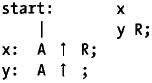 start: x
| y R;
x: A ↑ R;
y: A ↑ ;